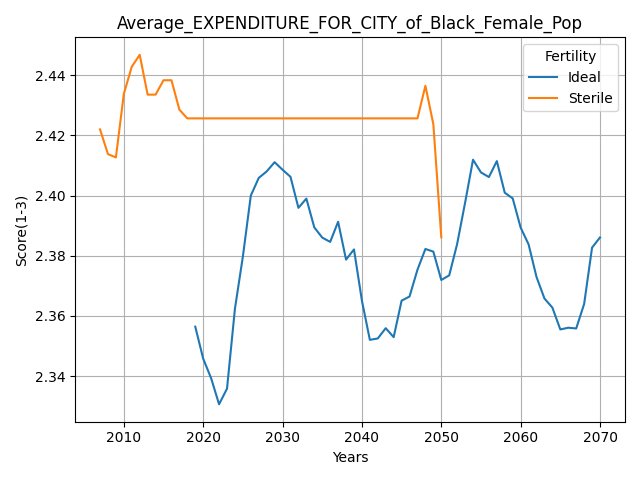 Average_EXPENDITURE_FOR_CITY_of_Black_Female_Pop
Fertility
Ideal
Sterile
Score(1-3)
2.44
2.42
2.40
2.38
2.36
2.34
2010 2020 2030 2040 2050 2060 2070
Years